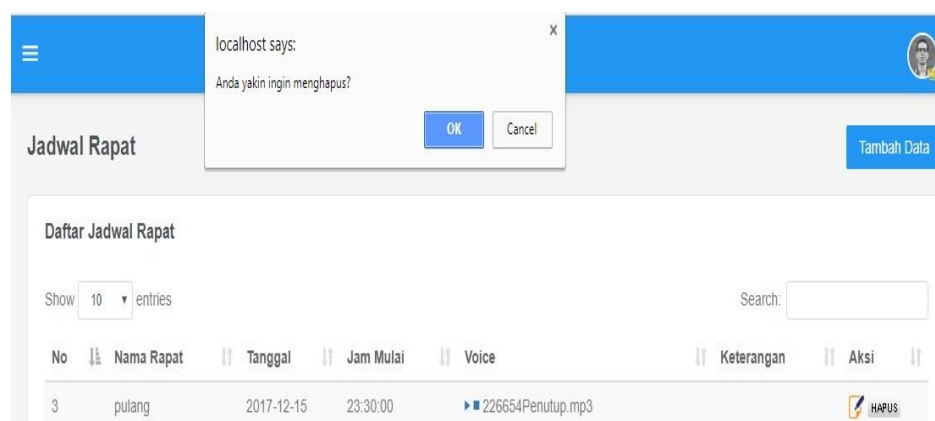 localhost says:
Anda yakin ingin menghapus?
OK Cancel
Jadwal Rapat Tambah Data
Daftar Jadwal Rapat
Show 10 entries Search:
No Nama Rapat Tanggal Jam Mulai Voice Keterangan Aksi
3 pulang 2017-12-15 23:30:00 226654Penutup.mp3 HAPUS